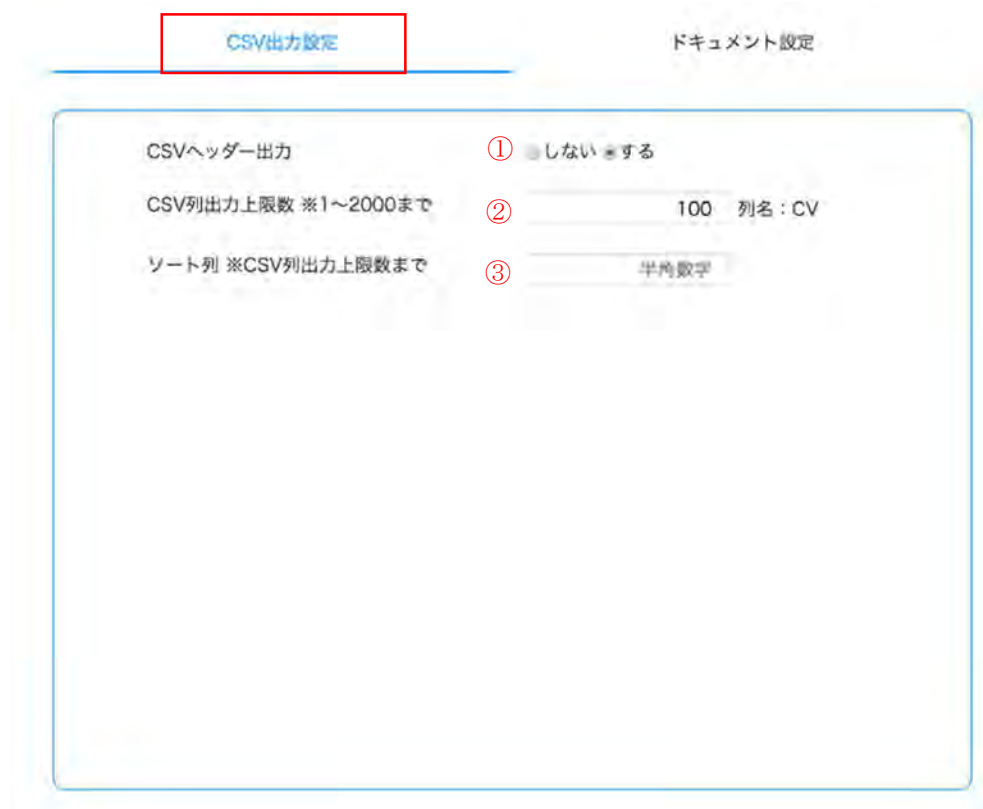 CSV出力設定 ドキュメント設定
CSVヘッダー出力 ① しない する
CSV列出力上限数 ※1～2000まで ② 100 列名：CV
ソート列 ※CSV列出力上限数まで ③ 半角数字